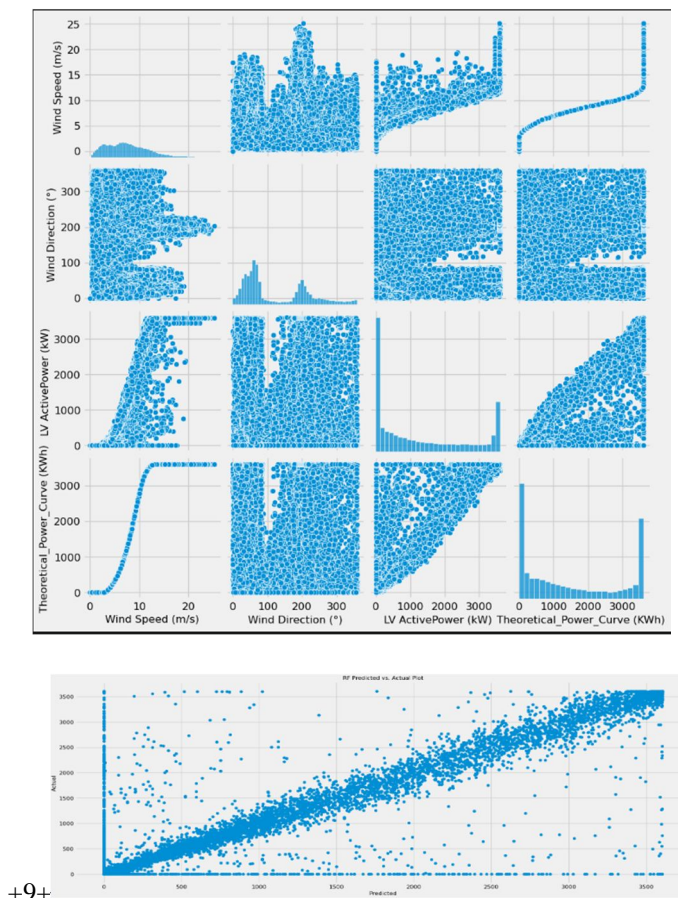 Wind Speed (m/s)
25
20
15
10
5
0
Wind Direction (°)
300
200
100
0
LV ActivePower (kW)
3000
2000
1000
0
Theoretical_Power_Curve (KWh)
3000
2000
1000
0
0 10 20 0 100 200 300 0 1000 2000 3000 0 1000 2000 3000
Wind Speed (m/s) Wind Direction (°) LV ActivePower (kW) Theoretical_Power_Curve (KWh)
RF Predicted vs. Actual Plot
Actual
3500
3000
2500
2000
1500
1000
500
0
0 500 1000 1500 2000 2500 3000 3500
Predicted
+9+